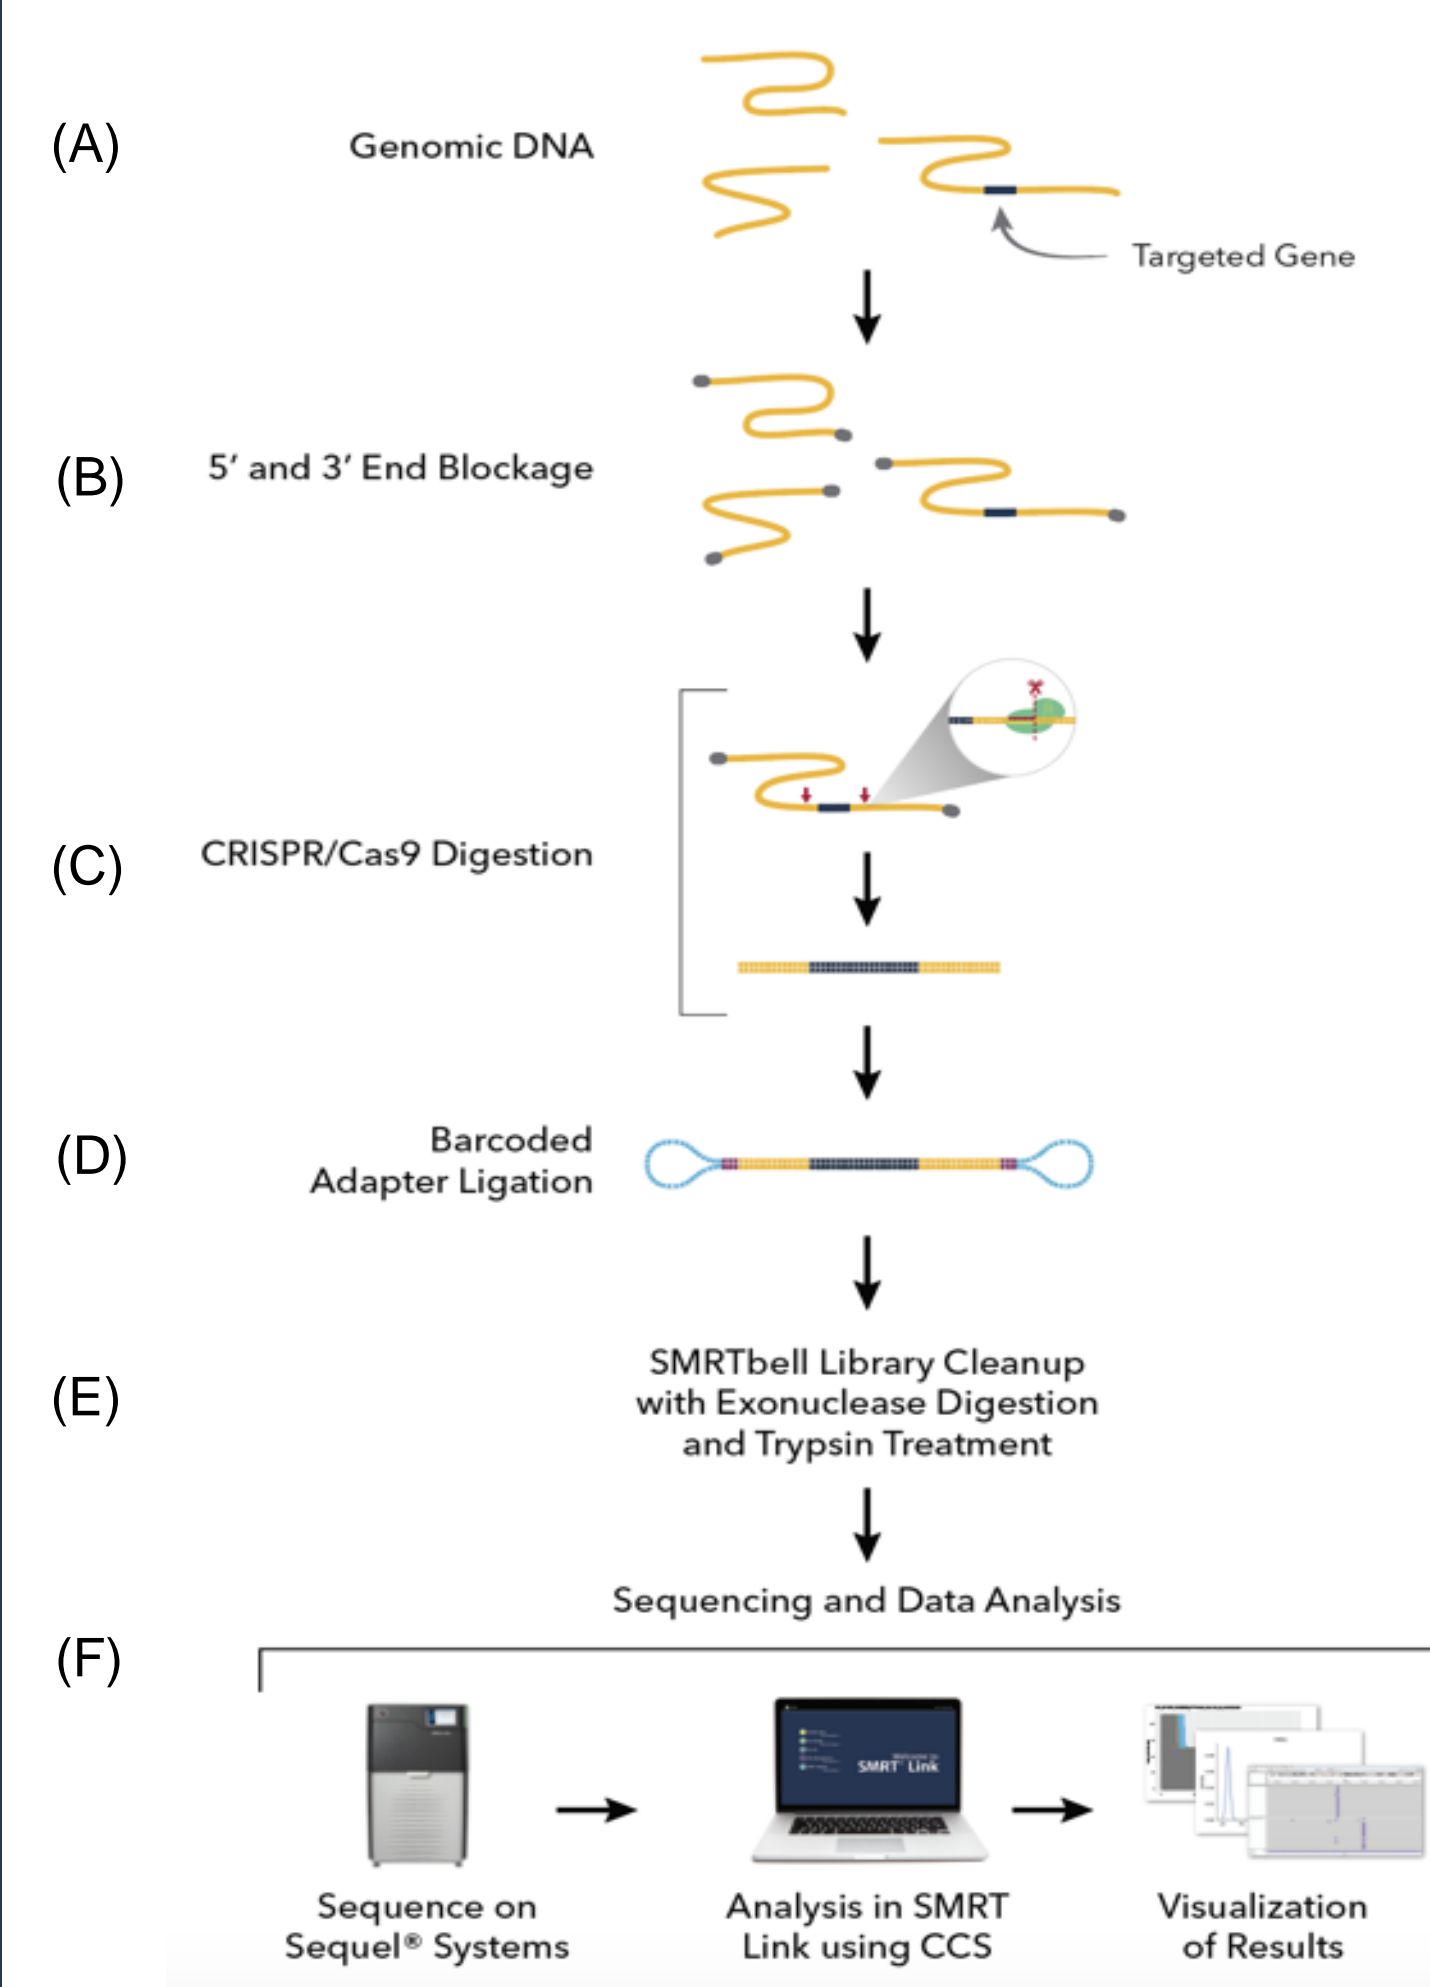 (A)
Genomic DNA
Targeted Gene
(B)
5′ and 3′ End Blockage
(C)
CRISPR/Cas9 Digestion
(D)
Barcoded
Adapter Ligation
(E)
SMRTbell Library Cleanup
with Exonuclease Digestion
and Trypsin Treatment
Sequencing and Data Analysis
(F)
Welcome to
SMRT® Link
Sequence on
Sequel® Systems
Analysis in SMRT
Link using CCS
Visualization
of Results